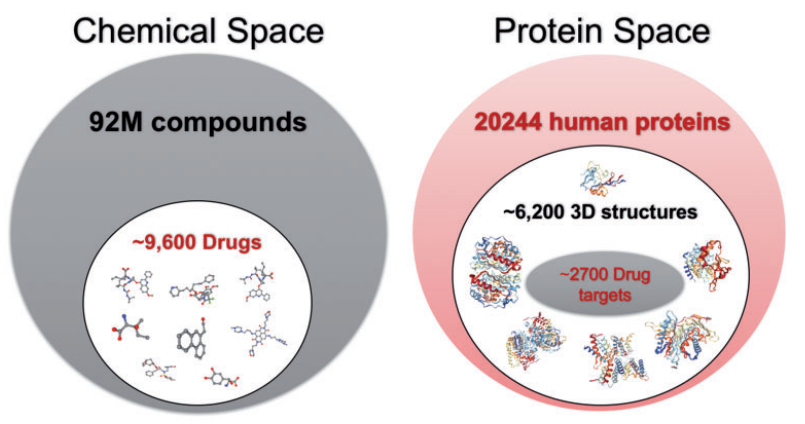 Chemical Space
92M compounds
~9,600 Drugs
Protein Space
20244 human proteins
~6,200 3D structures
~2700 Drug
targets